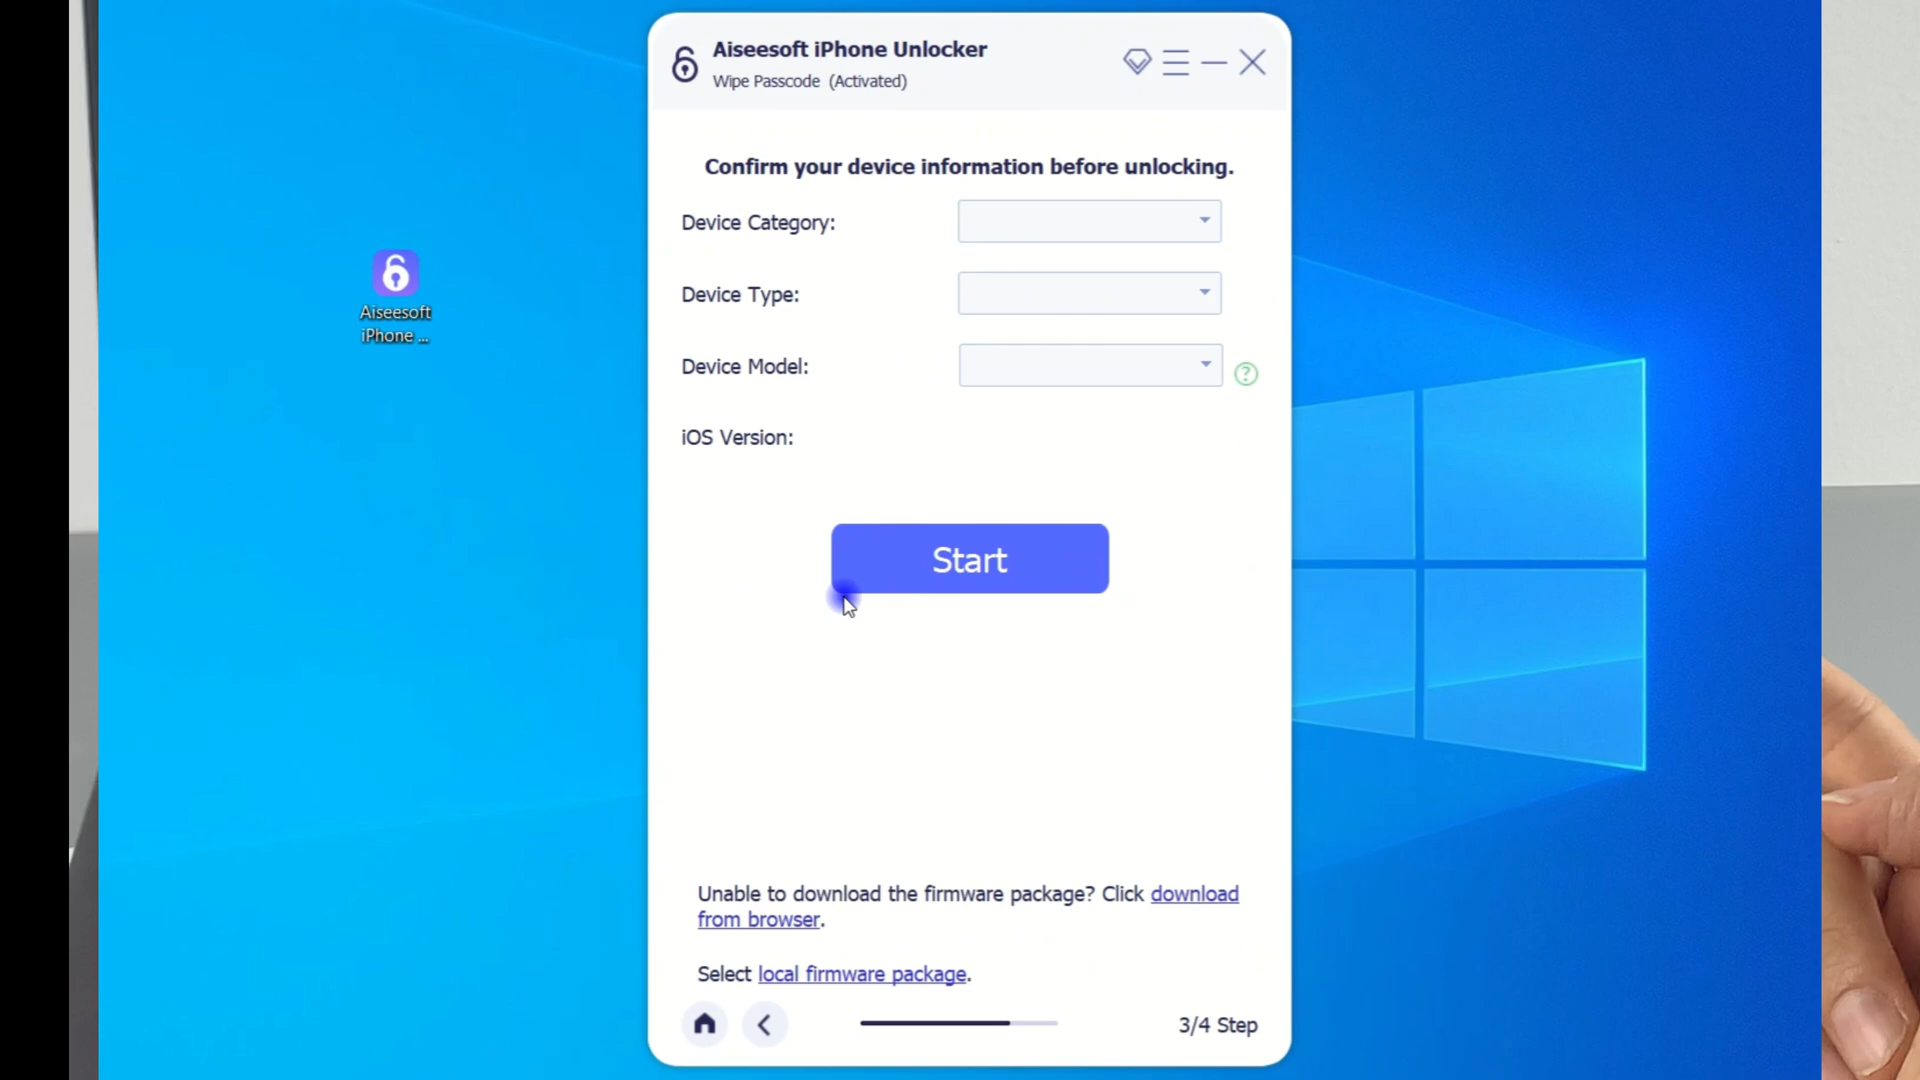 Aiseesoft iPhone Unlocker
Wipe Passcode (Activated)
Confirm your device information before unlocking.
Device Category:
Device Type:
Device Model:
?
iOS Version:
Start
Aiseesoft
iPhone ...
Unable to download the firmware package? Click download
from browser.
Select local firmware package.
3/4 Step